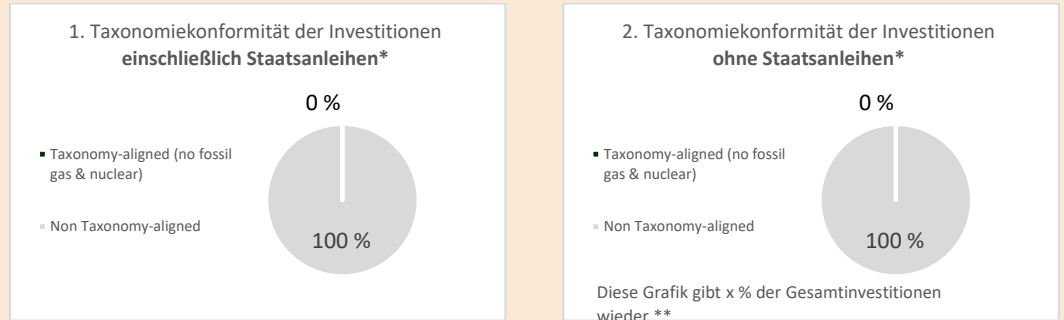 1. Taxonomiekonformität der Investitionen
einschließlich Staatsanleihen*
0 %
Taxonomy-aligned (no fossil
gas & nuclear)
Non Taxonomy-aligned
100 %
2. Taxonomiekonformität der Investitionen
ohne Staatsanleihen*
0 %
Taxonomy-aligned (no fossil
gas & nuclear)
Non Taxonomy-aligned
100 %
Diese Grafik gibt x % der Gesamtinvestitionen
wieder.**